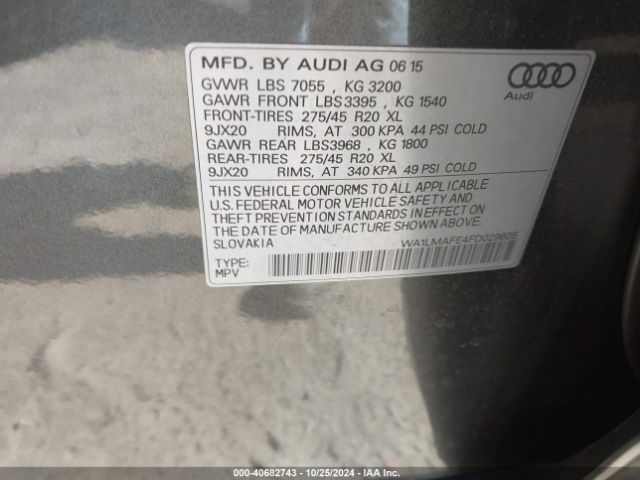 MFD. BY AUDI AG 06 15
GVWR LBS 7055 , KG 3200
GAWR FRONT LBS3395 , KG 1540
FRONT-TIRES 275/45 R20 XL
9JX20 RIMS, AT 300 KPA 44 PSI COLD
GAWR REAR LBS3968 , KG 1800
REAR-TIRES 275/45 R20 XL
9JX20 RIMS, AT 340 KPA 49 PSI COLD
Audi
THIS VEHICLE CONFORMS TO ALL APPLICABLE
U.S. FEDERAL MOTOR VEHICLE SAFETY AND
THEFT PREVENTION STANDARDS IN EFFECT ON
THE DATE OF MANUFACTURE SHOWN ABOVE.
SLOVAKIA
WA1LMAFE4FD029605
TYPE:
MPV
000-40682743 - 10/25/2024 - IAA Inc.